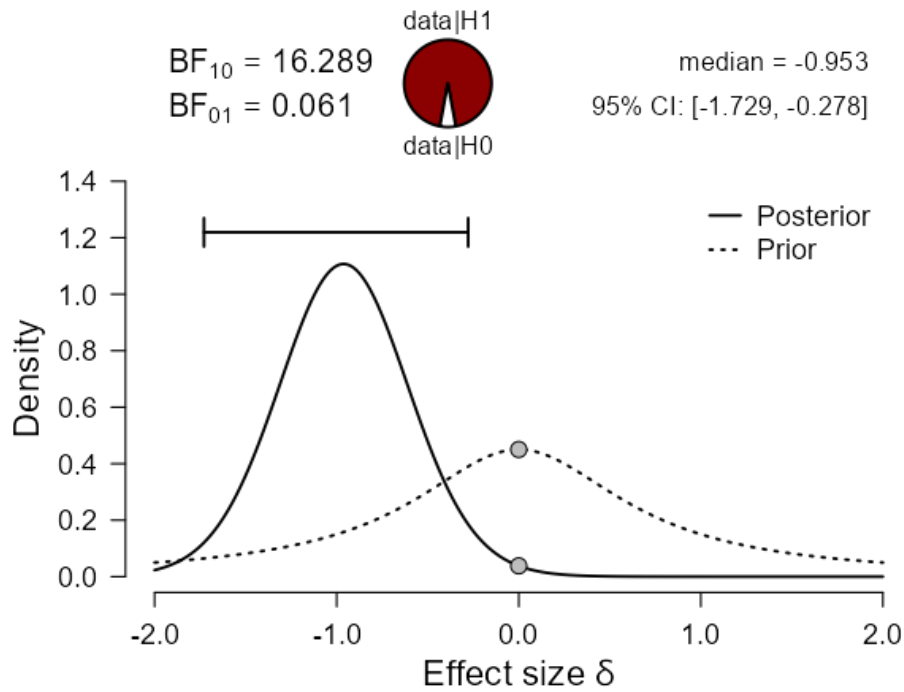 data|H1
BF₁₀ = 16.289
BF₀₁ = 0.061
data|H0
median = -0.953
95% CI: [-1.729, -0.278]
Posterior
Prior
Density
1.4
1.2
1.0
0.8
0.6
0.4
0.2
0.0
-2.0 -1.0 0.0 1.0 2.0
Effect size δ